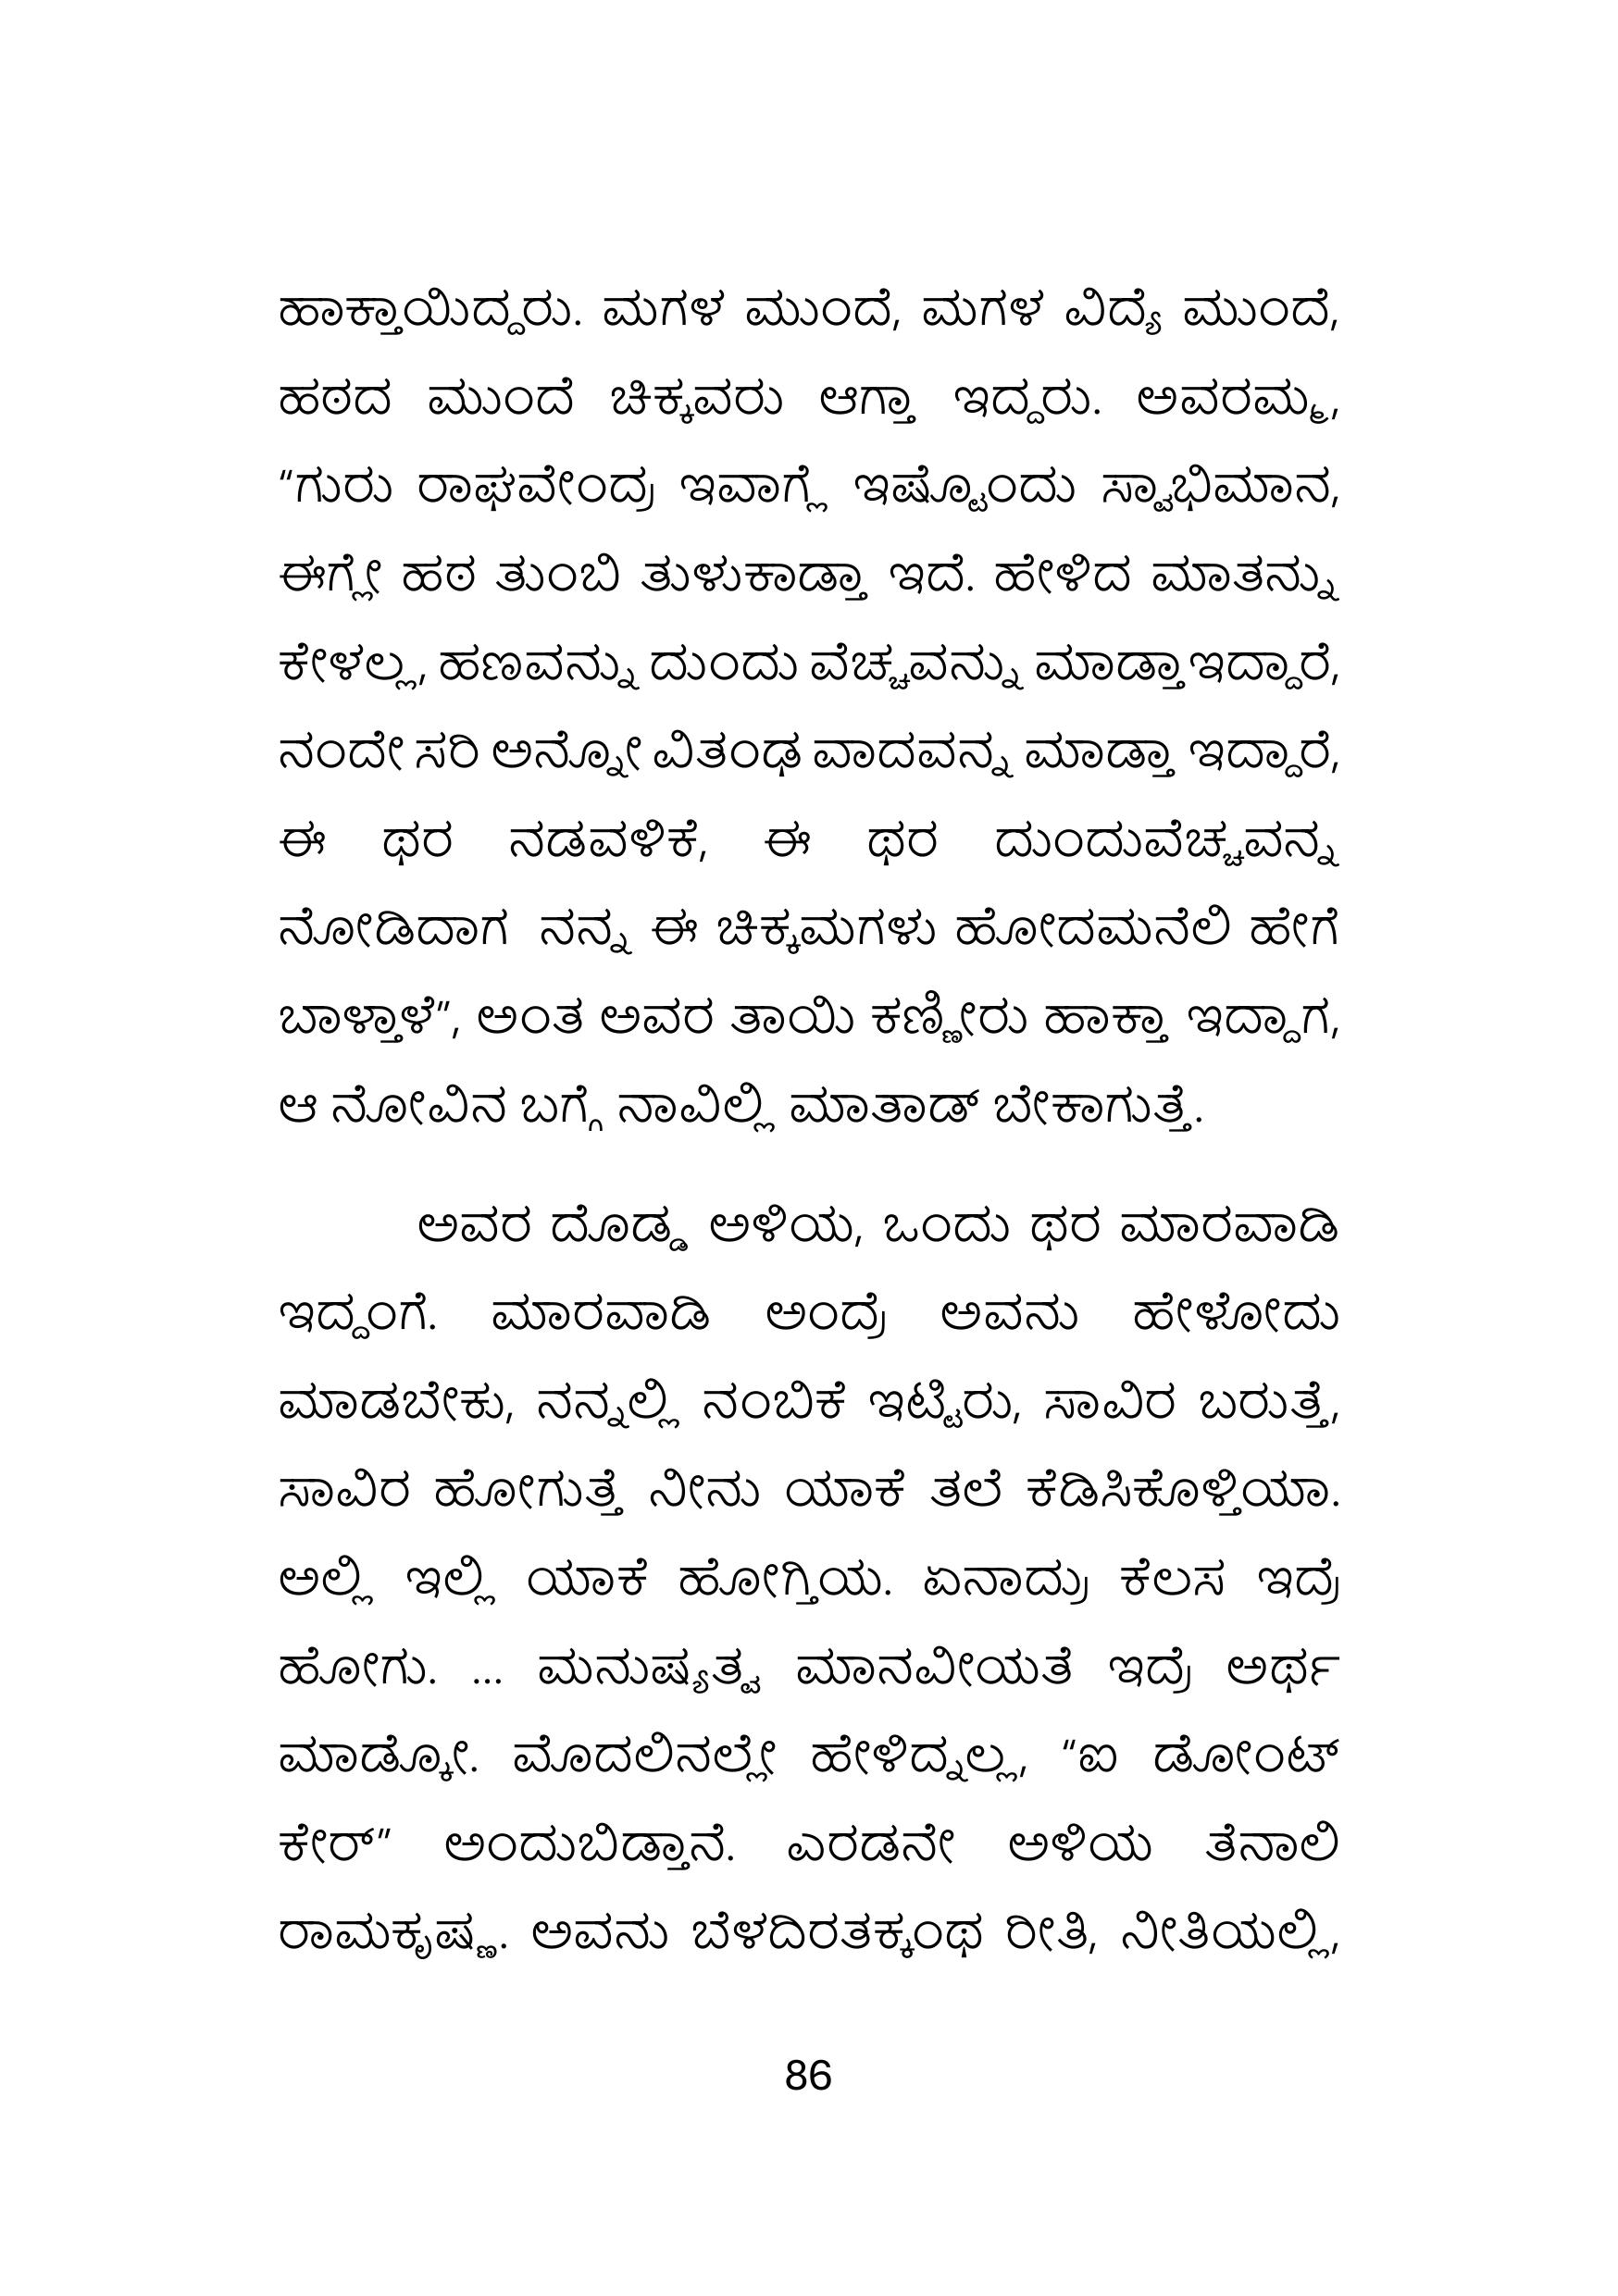 ಹಾಕ್ತಾಯಿದ್ದರು. ಮಗಳ ಮುಂದೆ, ಮಗಳ ವಿದ್ಯೆ ಮುಂದೆ,
ಹಠದ ಮುಂದೆ ಚಿಕ್ಕವರು ಆಗ್ತಾ ಇದ್ದರು. ಅವರಮ್ಮ,
“ಗುರು ರಾಘವೇಂದ್ರ ಇವಾಗ್ಲೆ ಇಷ್ಟೊಂದು ಸ್ವಾಭಿಮಾನ,
ಈಗ್ಲೇ ಹಠ ತುಂಬಿ ತುಳುಕಾಡ್ತಾ ಇದೆ. ಹೇಳಿದ ಮಾತನ್ನು
ಕೇಳಲ್ಲ, ಹಣವನ್ನು ದುಂದು ವೆಚ್ಚವನ್ನು ಮಾಡ್ತಾಇದ್ದಾರೆ,
ನಂದೇ ಸರಿ ಅನ್ನೋ ವಿತಂಢ ವಾದವನ್ನ ಮಾಡ್ತಾ ಇದ್ದಾರೆ,
ಈ ಥರ ನಡವಳಿಕೆ, ಈ ಥರ ದುಂದುವೆಚ್ಚವನ್ನ
ನೋಡಿದಾಗ ನನ್ನ ಈ ಚಿಕ್ಕಮಗಳು ಹೋದಮನೆಲಿ ಹೇಗೆ
ಬಾಳ್ತಾಳೆ”, ಅಂತ ಅವರ ತಾಯಿ ಕಣ್ಣೀರು ಹಾಕ್ತಾ ಇದ್ದಾಗ,
ಆ ನೋವಿನ ಬಗ್ಗೆ ನಾವಿಲ್ಲಿ ಮಾತಾಡ್ ಬೇಕಾಗುತ್ತೆ.
ಅವರ ದೊಡ್ಡ ಅಳಿಯ, ಒಂದು ಥರ ಮಾರವಾಡಿ
ಇದ್ದಂಗೆ. ಮಾರವಾಡಿ ಅಂದ್ರೆ ಅವನು ಹೇಳೋದು
ಮಾಡಬೇಕು, ನನ್ನಲ್ಲಿ ನಂಬಿಕೆ ಇಟ್ಟಿರು, ಸಾವಿರ ಬರುತ್ತೆ,
ಸಾವಿರ ಹೋಗುತ್ತೆ ನೀನು ಯಾಕೆ ತಲೆ ಕೆಡಿಸಿಕೊಳ್ತಿಯಾ.
ಅಲ್ಲಿ ಇಲ್ಲಿ ಯಾಕೆ ಹೋಗ್ತಿಯ. ಏನಾದ್ರು ಕೆಲಸ ಇದ್ರೆ
ಹೋಗು. ... ಮನುಷ್ಯತ್ವ ಮಾನವೀಯತೆ ಇದ್ರೆ ಅರ್ಥ
ಮಾಡ್ಕೋ. ಮೊದಲಿನಲ್ಲೇ ಹೇಳಿದ್ನಲ್ಲ, “ಐ ಡೋಂಟ್
ಕೇರ್” ಅಂದುಬಿಡ್ತಾನೆ. ಎರಡನೇ ಅಳಿಯ ತೆನಾಲಿ
ರಾಮಕೃಷ್ಣ. ಅವನು ಬೆಳದಿರತಕ್ಕಂಥ ರೀತಿ, ನೀತಿಯಲ್ಲಿ,
86